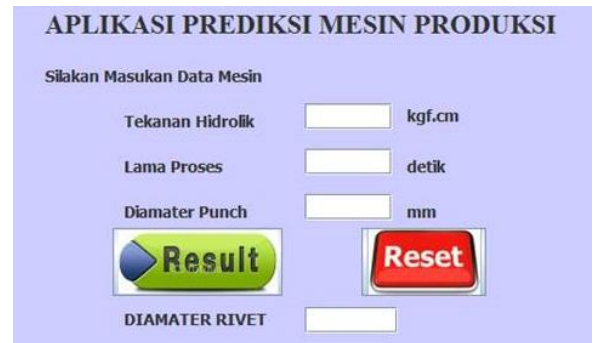 APLIKASI PREDIKSI MESIN PRODUKSI
Silakan Masukan Data Mesin
Tekanan Hidrolik kgf.cm
Lama Proses detik
Diamater Punch mm
Result Reset
DIAMATER RIVET